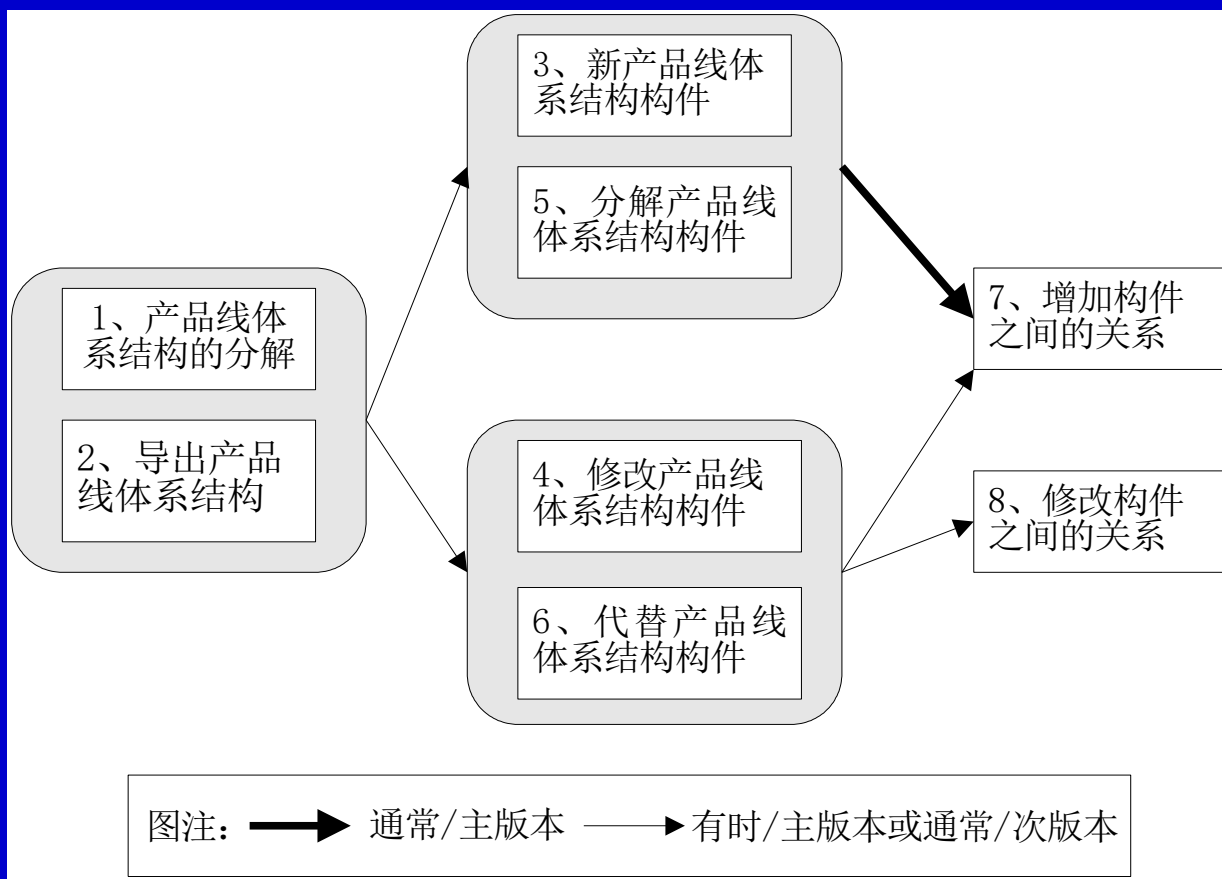 3、新产品线体
系结构构件
5、分解产品线
体系结构构件
1、产品线体
系结构的分解
2、导出产品
线体系结构
7、增加构件
之间的关系
4、修改产品线
体系结构构件
6、代替产品线
体系结构构件
8、修改构件
之间的关系
图注： 通常/主版本 有时/主版本或通常/次版本